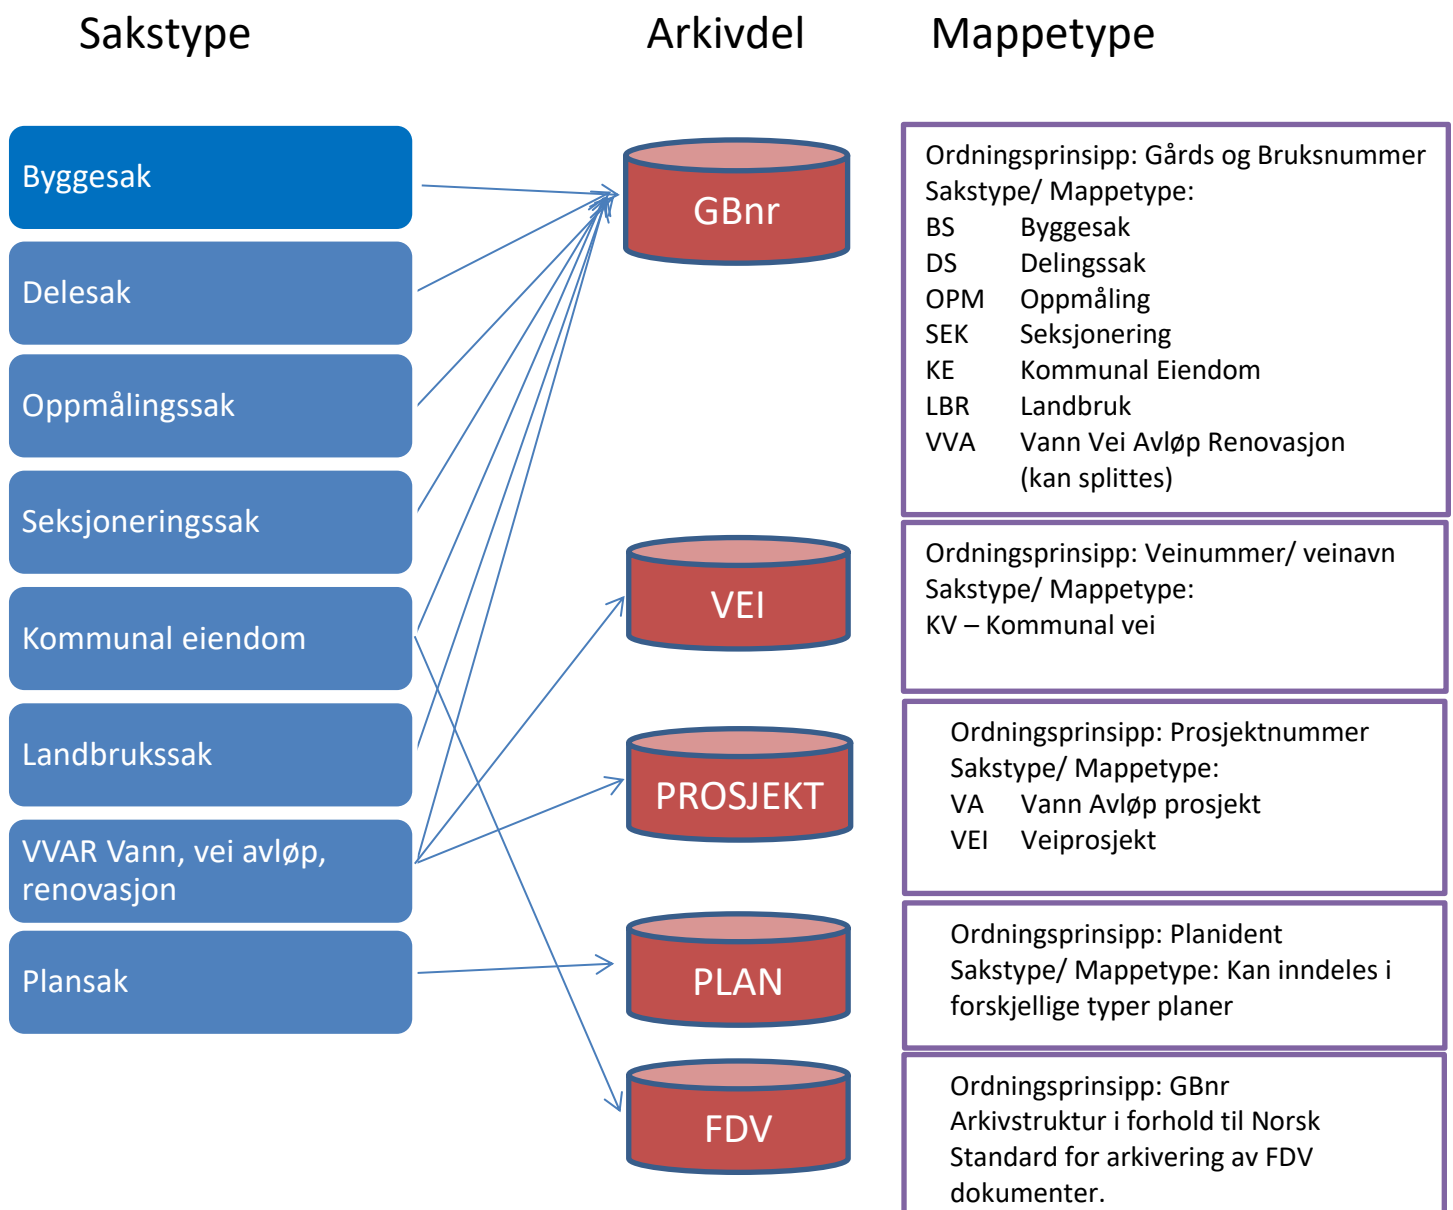 Sakstype
Arkivdel
Mappetype
Byggesak
Delesak
Oppmålingssak
Seksjoneringssak
Kommunal eiendom
Landbrukssak
VVAR Vann, vei avløp,
renovasjon
Plansak
GBnr
VEI
PROSJEKT
PLAN
FDV
Ordningsprinsipp: Gårds og Bruksnummer
Sakstype/ Mappetype:
BS Byggesak
DS Delingssak
OPM Oppmåling
SEK Seksjonering
KE Kommunal Eiendom
LBR Landbruk
VVA Vann Vei Avløp Renovasjon
(kan splittes)
Ordningsprinsipp: Veinummer/ veinavn
Sakstype/ Mappetype:
KV – Kommunal vei
Ordningsprinsipp: Prosjektnummer
Sakstype/ Mappetype:
VA Vann Avløp prosjekt
VEI Veiprosjekt
Ordningsprinsipp: Planident
Sakstype/ Mappetype: Kan inndeles i
forskjellige typer planer
Ordningsprinsipp: GBnr
Arkivstruktur i forhold til Norsk
Standard for arkivering av FDV
dokumenter.